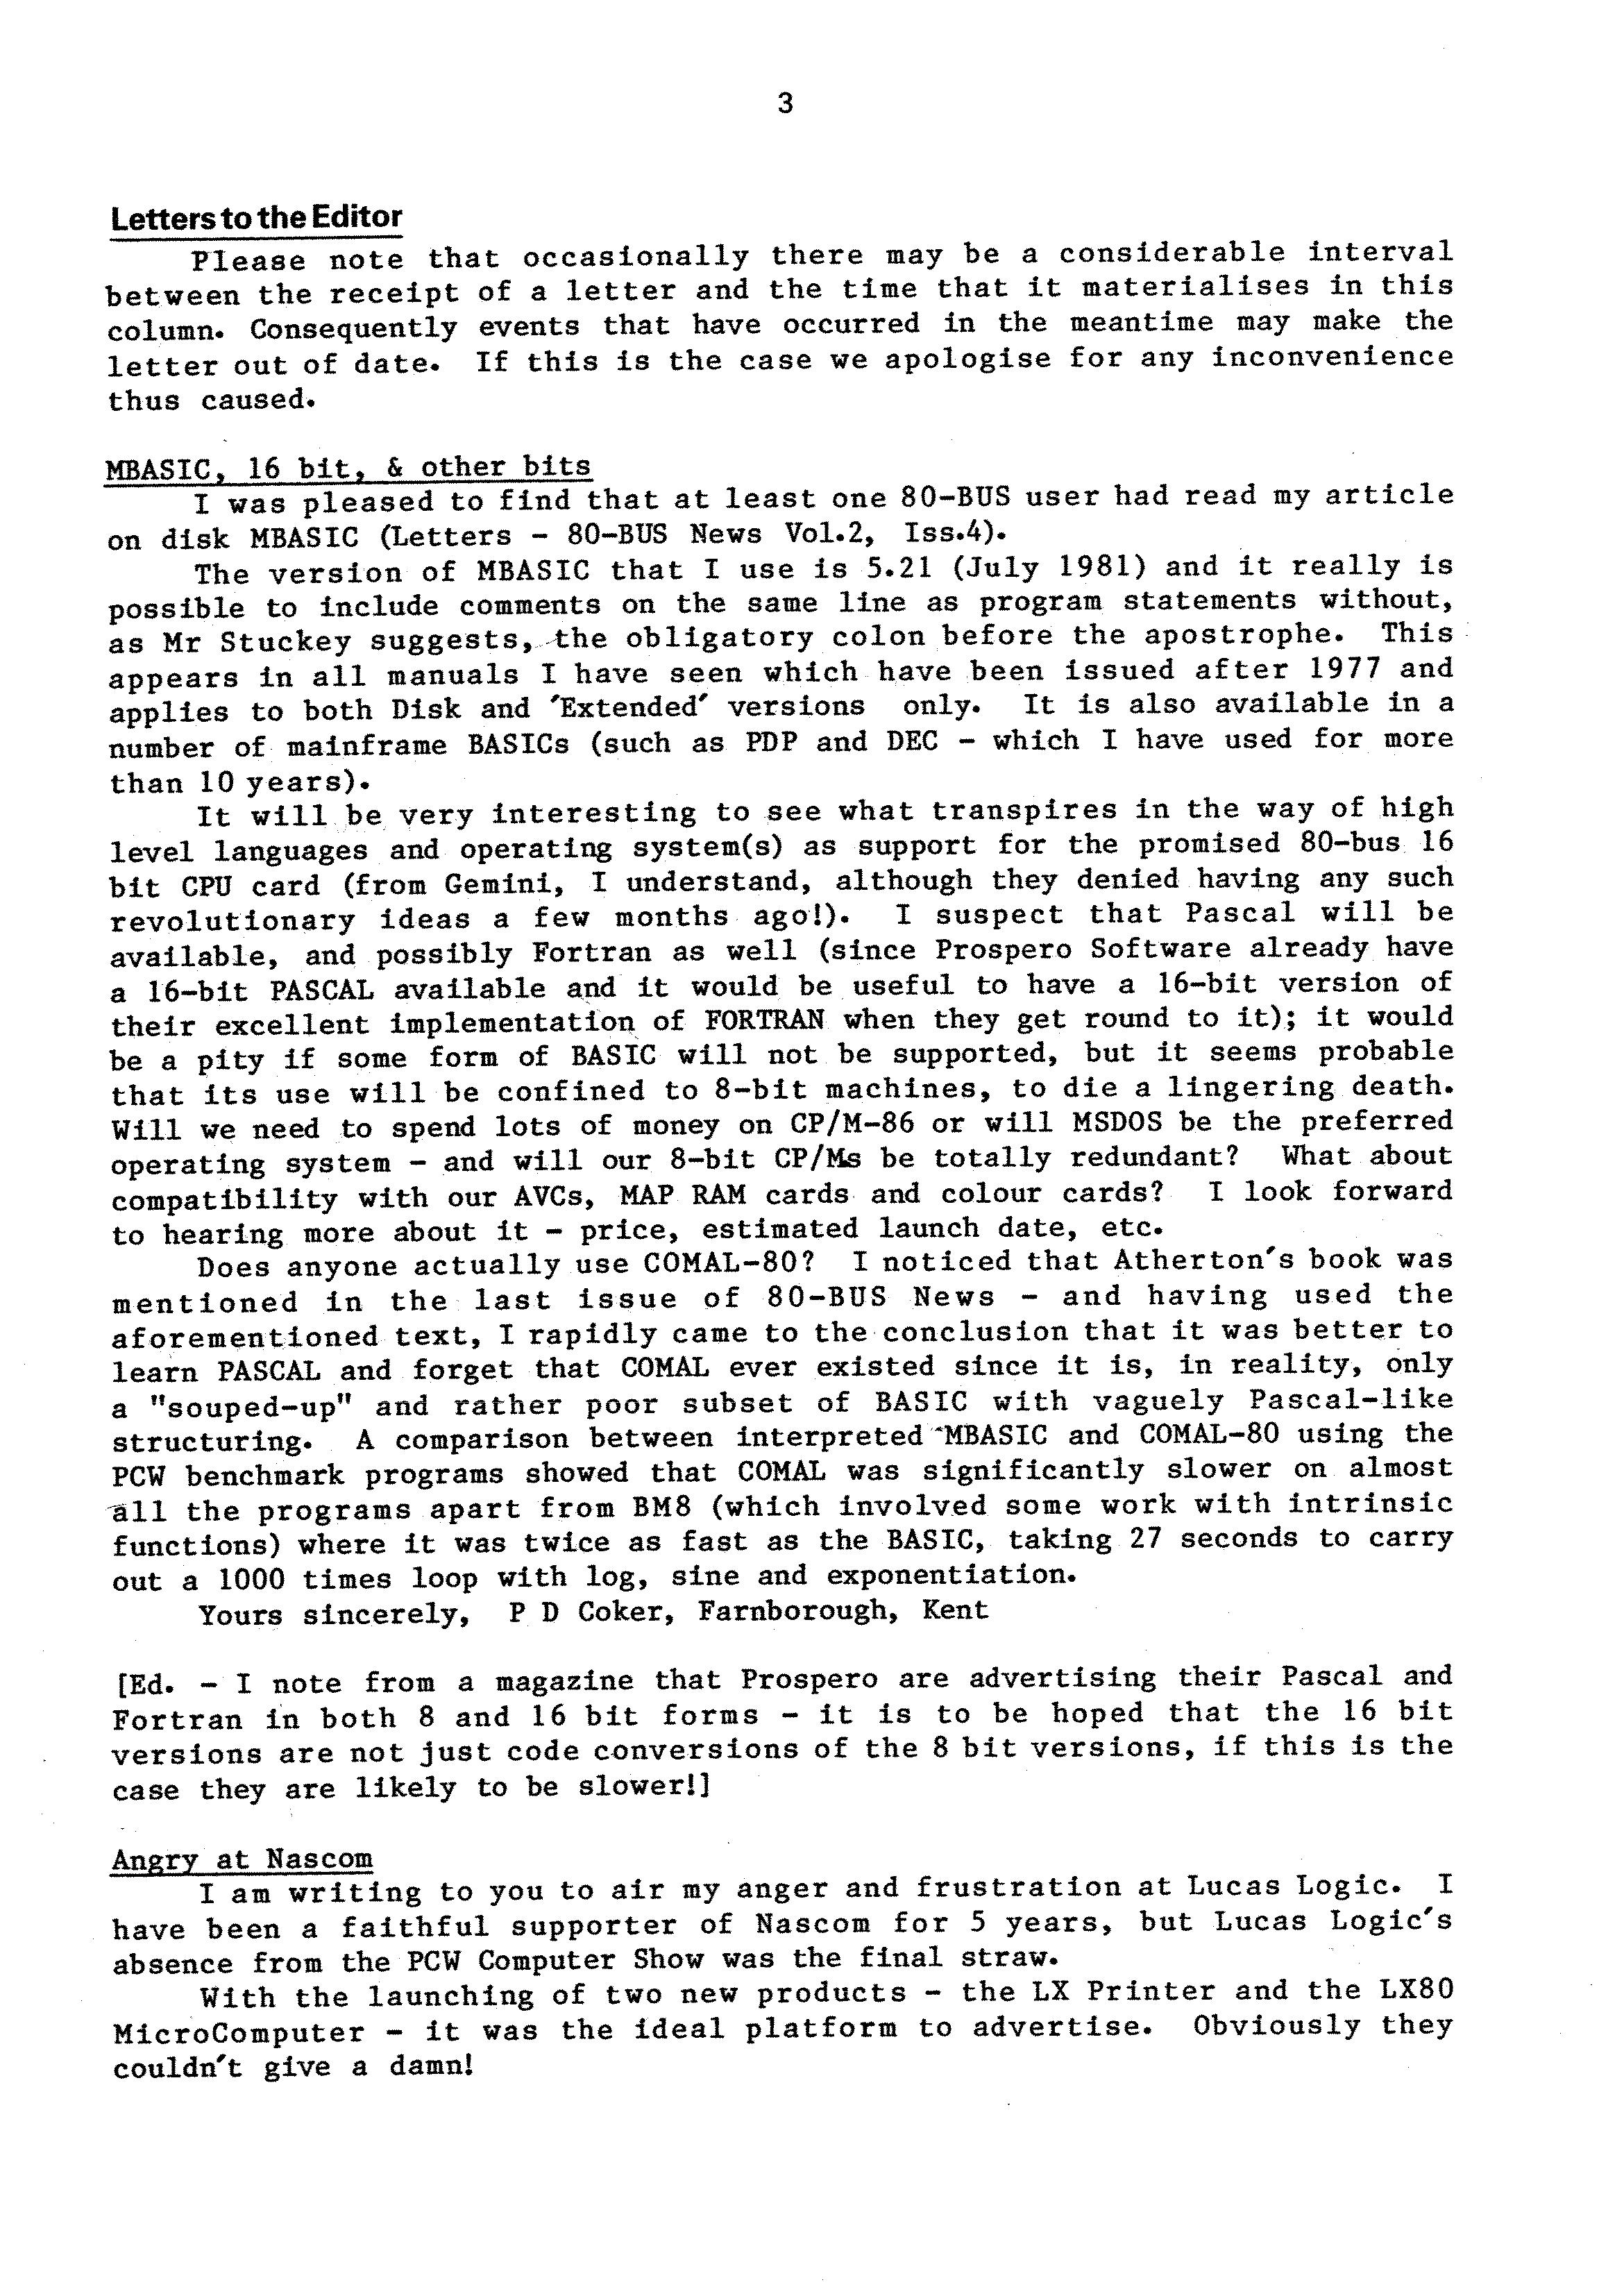 3
Letters to the Editor
Please note that occasionally there may be a considerable interval
between the receipt of a letter and the time that it materialises in this
column. Consequently events that have occurred in the meantime may make the
letter out of date. If this is the case we apologise for any inconvenience
thus caused.
MBASIC, 16 bit, & other bits
I was pleased to find that at least one 80-BUS user had read my article
on disk MBASIC (Letters - 80-BUS News Vol.2, Iss.4).
The version of MBASIC that I use is 5.21 (July 1981) and it really is
possible to include comments on the same line as program statements without,
as Mr Stuckey suggests, the obligatory colon before the apostrophe. This
appears in all manuals I have seen which have been issued after 1977 and
applies to both Disk and 'Extended' versions only. It is also available in a
number of mainframe BASICs (such as PDP and DEC - which I have used for more
than 10 years).
It will be very interesting to see what transpires in the way of high
level languages and operating system(s) as support for the promised 80-bus 16
bit CPU card (from Gemini, I understand, although they denied having any such
revolutionary ideas a few months ago!). I suspect that Pascal will be
available, and possibly Fortran as well (since Prospero Software already have
a 16-bit PASCAL available and it would be useful to have a 16-bit version of
their excellent implementation of FORTRAN when they get round to it); it would
be a pity if some form of BASIC will not be supported, but it seems probable
that its use will be confined to 8-bit machines, to die a lingering death.
Will we need to spend lots of money on CP/M-86 or will MSDOS be the preferred
operating system - and will our 8-bit CP/Ms be totally redundant? What about
compatibility with our AVCs, MAP RAM cards and colour cards? I look forward
to hearing more about it - price, estimated launch date, etc.
Does anyone actually use COMAL-80? I noticed that Atherton's book was
mentioned in the last issue of 80-BUS News - and having used the
aforementioned text, I rapidly came to the conclusion that it was better to
learn PASCAL and forget that COMAL ever existed since it is, in reality, only
a "souped-up" and rather poor subset of BASIC with vaguely Pascal-like
structuring. A comparison between interpreted MBASIC and COMAL-80 using the
PCW benchmark programs showed that COMAL was significantly slower on almost
all the programs apart from BM8 (which involved some work with intrinsic
functions) where it was twice as fast as the BASIC, taking 27 seconds to carry
out a 1000 times loop with log, sine and exponentiation.
Yours sincerely, P D Coker, Farnborough, Kent
[Ed. - I note from a magazine that Prospero are advertising their Pascal and
Fortran in both 8 and 16 bit forms - it is to be hoped that the 16 bit
versions are not just code conversions of the 8 bit versions, if this is the
case they are likely to be slower!]
Angry at Nascom
I am writing to you to air my anger and frustration at Lucas Logic. I
have been a faithful supporter of Nascom for 5 years, but Lucas Logic's
absence from the PCW Computer Show was the final straw.
With the launching of two new products - the LX Printer and the LX80
MicroComputer - it was the ideal platform to advertise. Obviously they
couldn't give a damn!